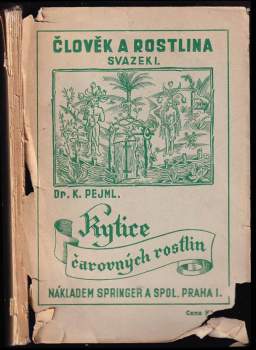 ČLOVĚK A ROSTLINA
SVAZEK I.
Dr. K. PEJML.
Kytice
čarovných rostlin
NÁKLADEM SPRINGER A SPOL. PRAHA I.
Cena